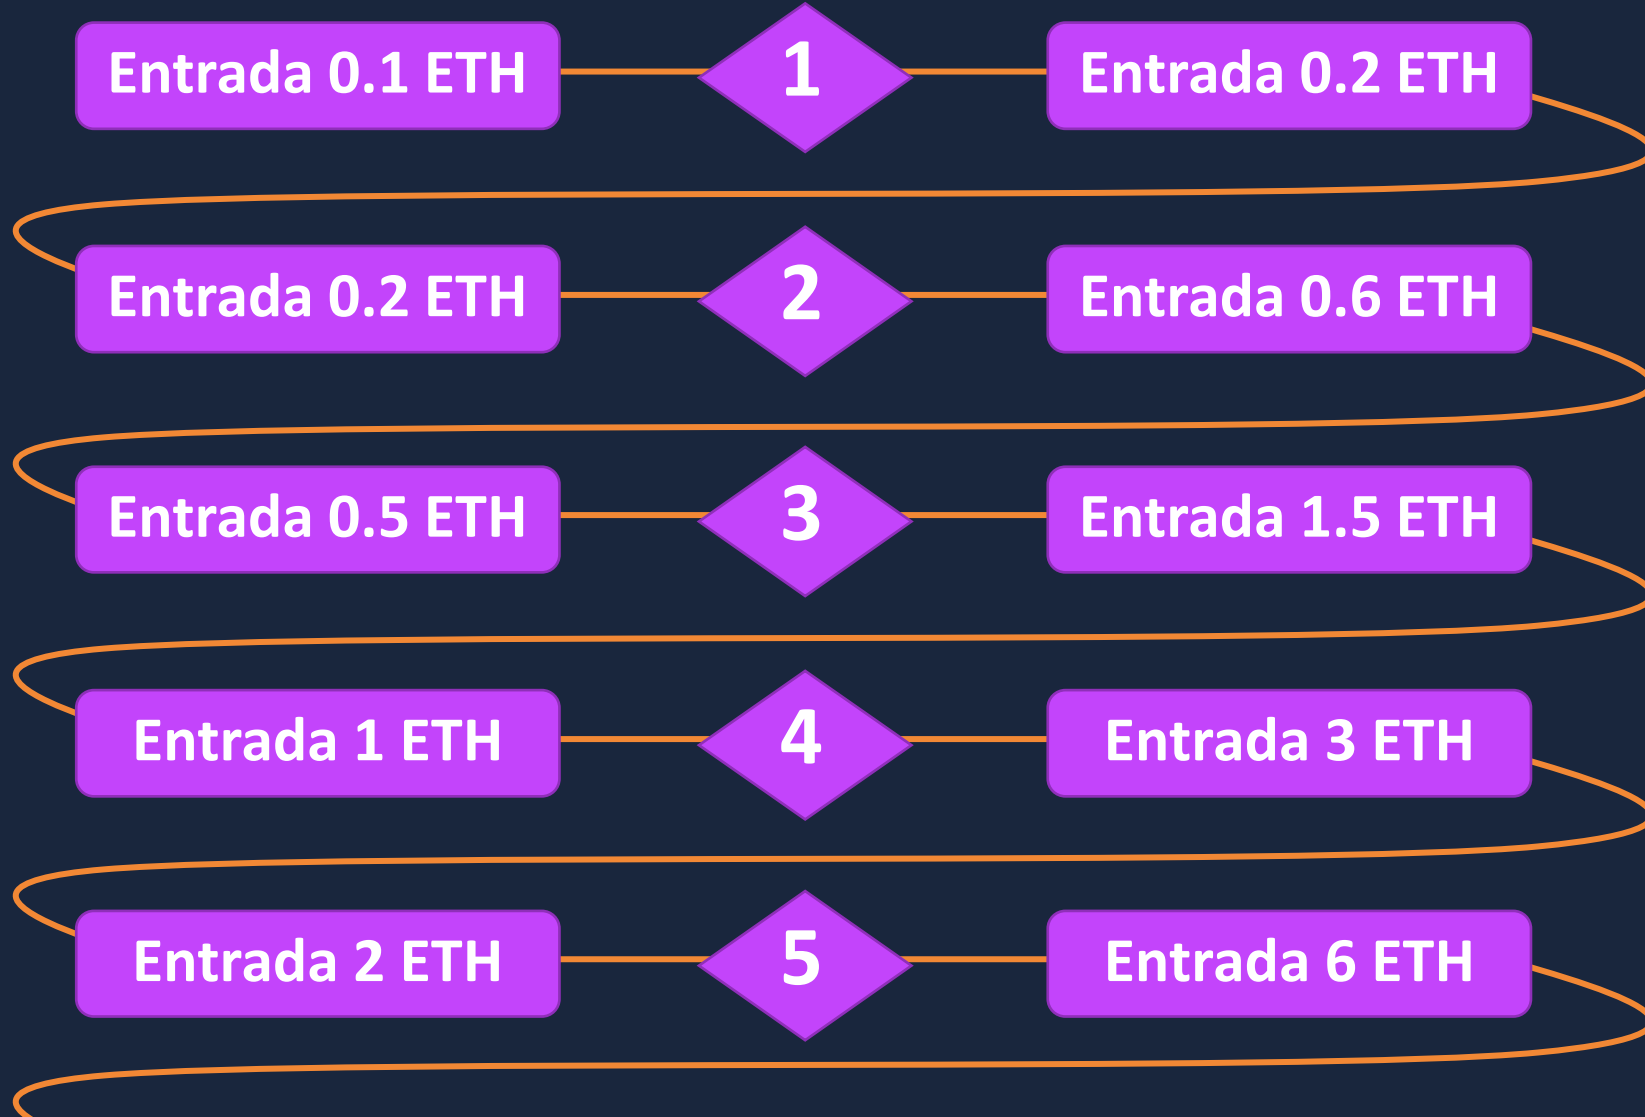 Entrada 0.1 ETH
1
Entrada 0.2 ETH
Entrada 0.2 ETH
2
Entrada 0.6 ETH
Entrada 0.5 ETH
3
Entrada 1.5 ETH
Entrada 1 ETH
4
Entrada 3 ETH
Entrada 2 ETH
5
Entrada 6 ETH